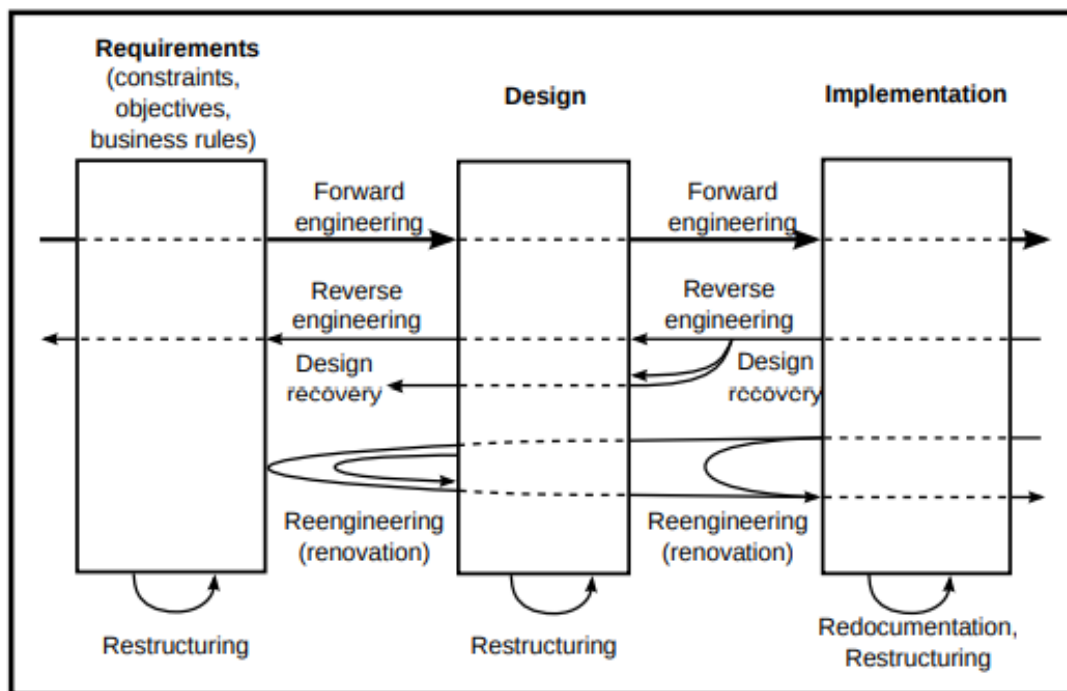 Requirements
(constraints,
objectives,
business rules)
Design
Implementation
Forward
engineering
Forward
engineering
Reverse
engineering
Reverse
engineering
Design
recovery
Design
recovery
Reengineering
(renovation)
Reengineering
(renovation)
Restructuring
Restructuring
Redocumentation,
Restructuring